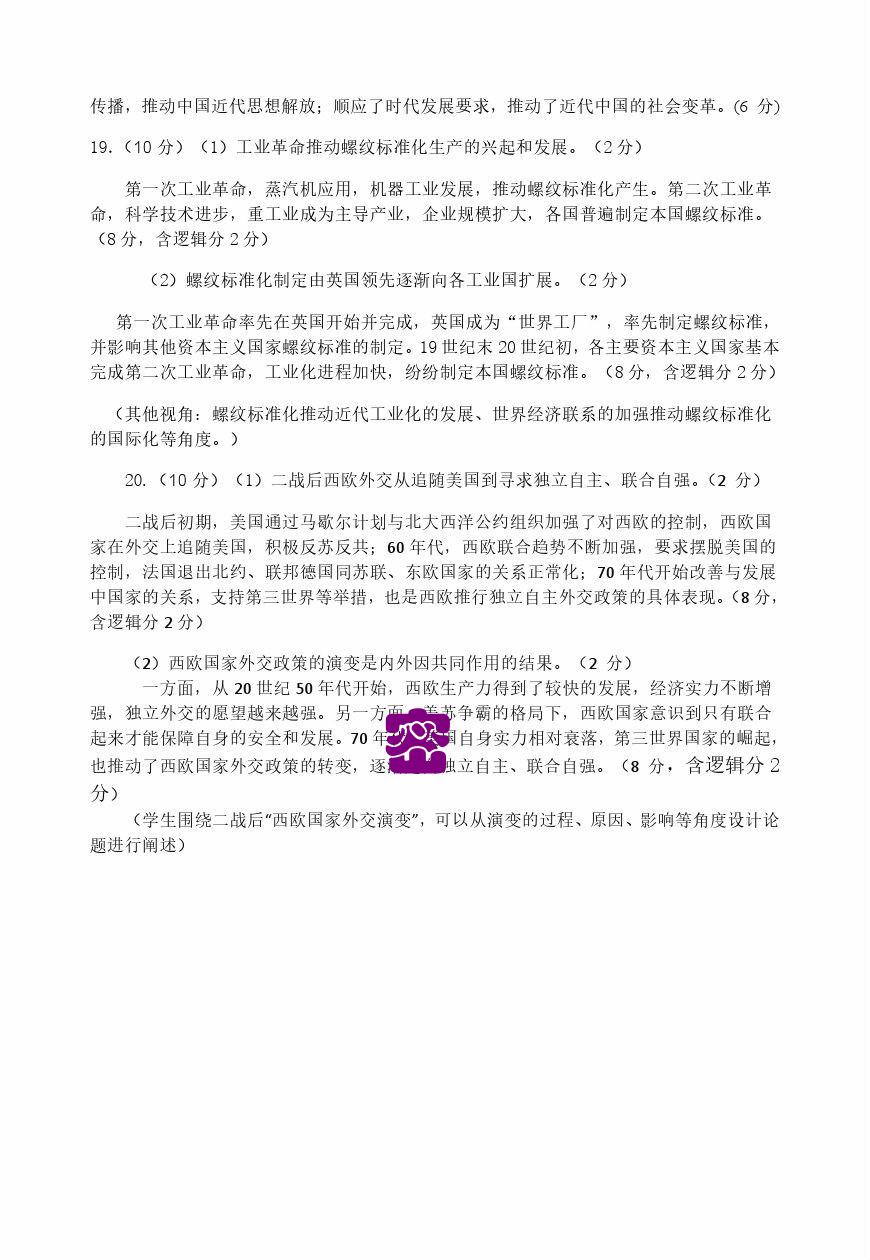 传播，推动中国近代思想解放；顺应了时代发展要求，推动了近代中国的社会变革。(6 分)
19.（10 分）（1）工业革命推动螺纹标准化生产的兴起和发展。（2 分）
第一次工业革命，蒸汽机应用，机器工业发展，推动螺纹标准化产生。第二次工业革
命，科学技术进步，重工业成为主导产业，企业规模扩大，各国普遍制定本国螺纹标准。
（8 分，含逻辑分 2 分）
（2）螺纹标准化制定由英国领先逐渐向各工业国扩展。（2 分）
第一次工业革命率先在英国开始并完成，英国成为“世界工厂”，率先制定螺纹标准，
并影响其他资本主义国家螺纹标准的制定。19 世纪末 20 世纪初，各主要资本主义国家基本
完成第二次工业革命，工业化进程加快，纷纷制定本国螺纹标准。（8 分，含逻辑分 2 分）
（其他视角：螺纹标准化推动近代工业化的发展、世界经济联系的加强推动螺纹标准化
的国际化等角度。）
20.（10 分）（1）二战后西欧外交从追随美国到寻求独立自主、联合自强。（2 分）
二战后初期，美国通过马歇尔计划与北大西洋公约组织加强了对西欧的控制，西欧国
家在外交上追随美国，积极反苏反共；60 年代，西欧联合趋势不断加强，要求摆脱美国的
控制，法国退出北约、联邦德国同苏联、东欧国家的关系正常化；70 年代开始改善与发展
中国家的关系，支持第三世界等举措，也是西欧推行独立自主外交政策的具体表现。（8 分，
含逻辑分 2 分）
（2）西欧国家外交政策的演变是内外因共同作用的结果。（2 分）
一方面，从 20 世纪 50 年代开始，西欧生产力得到了较快的发展，经济实力不断增
强，独立外交的愿望越来越强。另一方面，美苏争霸的格局下，西欧国家意识到只有联合
起来才能保障自身的安全和发展。70 年 国自身实力相对衰落，第三世界国家的崛起，
也推动了西欧国家外交政策的转变，逐 独立自主、联合自强。（8 分，含逻辑分 2
分）
（学生围绕二战后“西欧国家外交演变”，可以从演变的过程、原因、影响等角度设计论
题进行阐述）